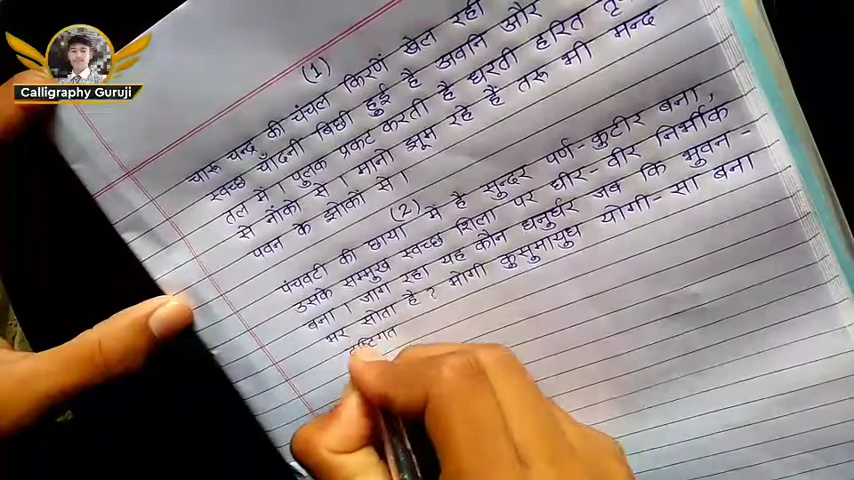 Calligraphy Guruji
(1)
चारु चन्द्र की चंचल किरणें खेल रही
स्वच्छ चाँदनी बिछी हुई है अवनि और
तल में। पुलक प्रकट करती है धरती हरित तृ
से नोंको से। मानो झूम रहे हैं तरु भी मन्द
पवन के झोंकों से।
(2)
पंचवटी की छाया में है सुन्दर पर्ण-कुटीर बना,
उसके सम्मुख स्वच्छ शिला पर धीर-वीर निर्भीक
बना। जाग रहा यह कौन धनुर्धर जब कि भुवन-
भर सोता है? भोगी कुसुमायुध योगी-सा बना
दृष्टिगत